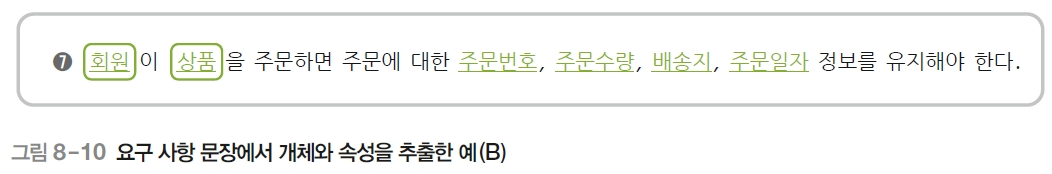 ❼ 회원이 상품을 주문하면 주문에 대한 주문번호, 주문수량, 배송지, 주문일자 정보를 유지해야 한다.
그림 8-10 요구 사항 문장에서 개체와 속성을 추출한 예(B)